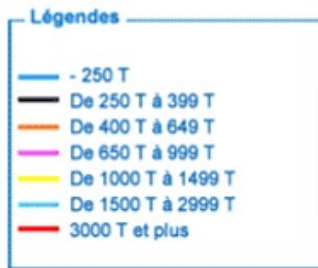 Légendes
- 250 T
De 250 T à 399 T
De 400 T à 649 T
De 650 T à 999 T
De 1000 T à 1499 T
De 1500 T à 2999 T
3000 T et plus